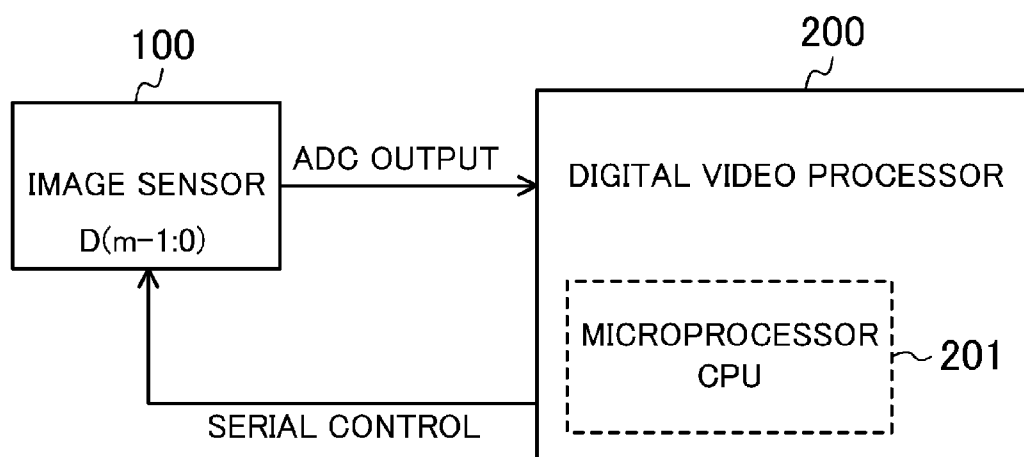 100
200
IMAGE SENSOR
D(m-1:0)
ADC OUTPUT
DIGITAL VIDEO PROCESSOR
MICROPROCESSOR
CPU
201
SERIAL CONTROL